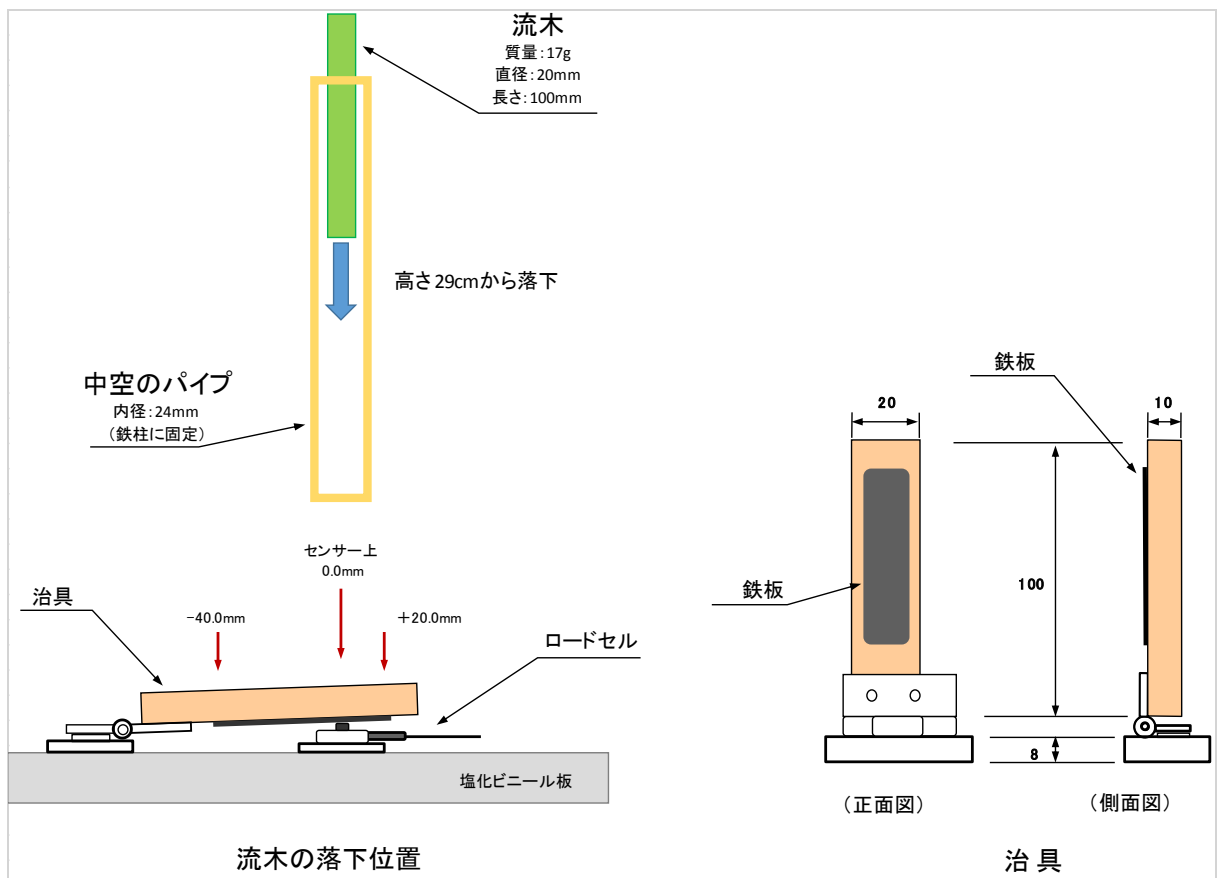 流木
質量：17g
直径：20mm
長さ：100mm
高さ29cmから落下
中空のパイプ
内径：24mm
（鉄柱に固定）
センサー上
0.0mm
治具
−40.0mm
＋20.0mm
ロードセル
塩化ビニール板
流木の落下位置
鉄板
20
10
鉄板
100
8
（正面図）
（側面図）
治 具